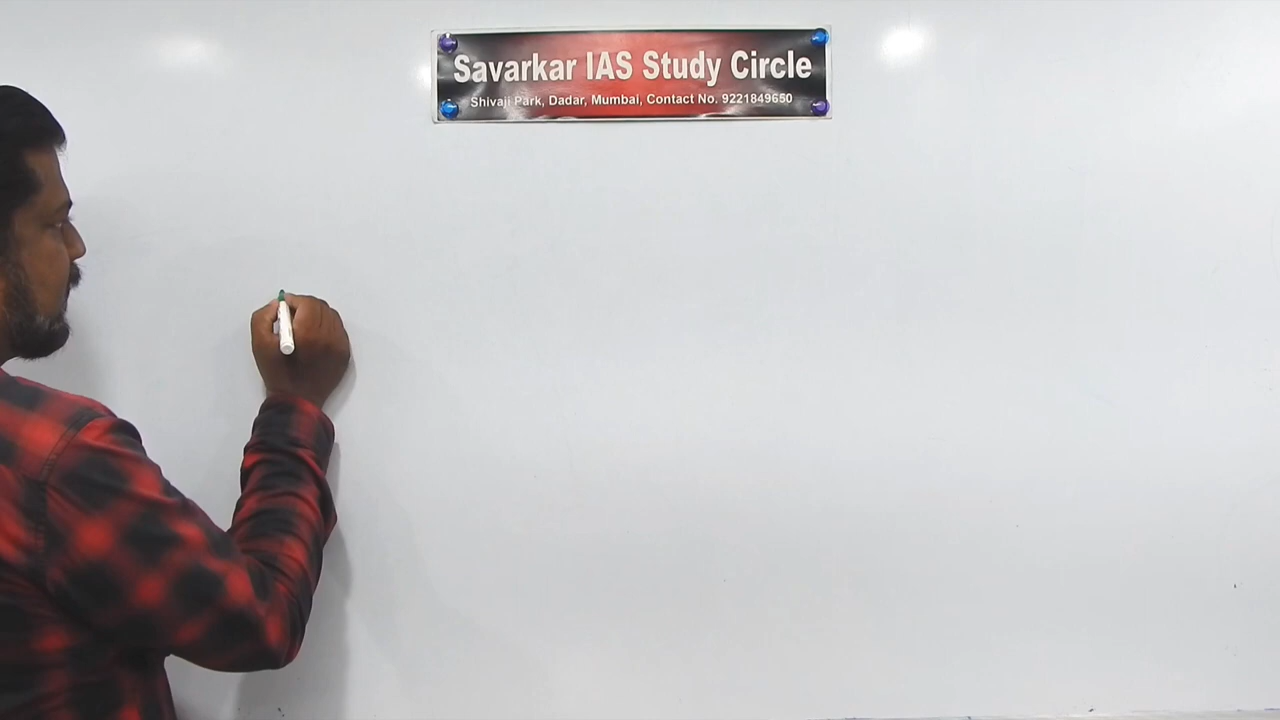 Savarkar IAS Study Circle
Shivaji Park, Dadar, Mumbai, Contact No. 9221849650